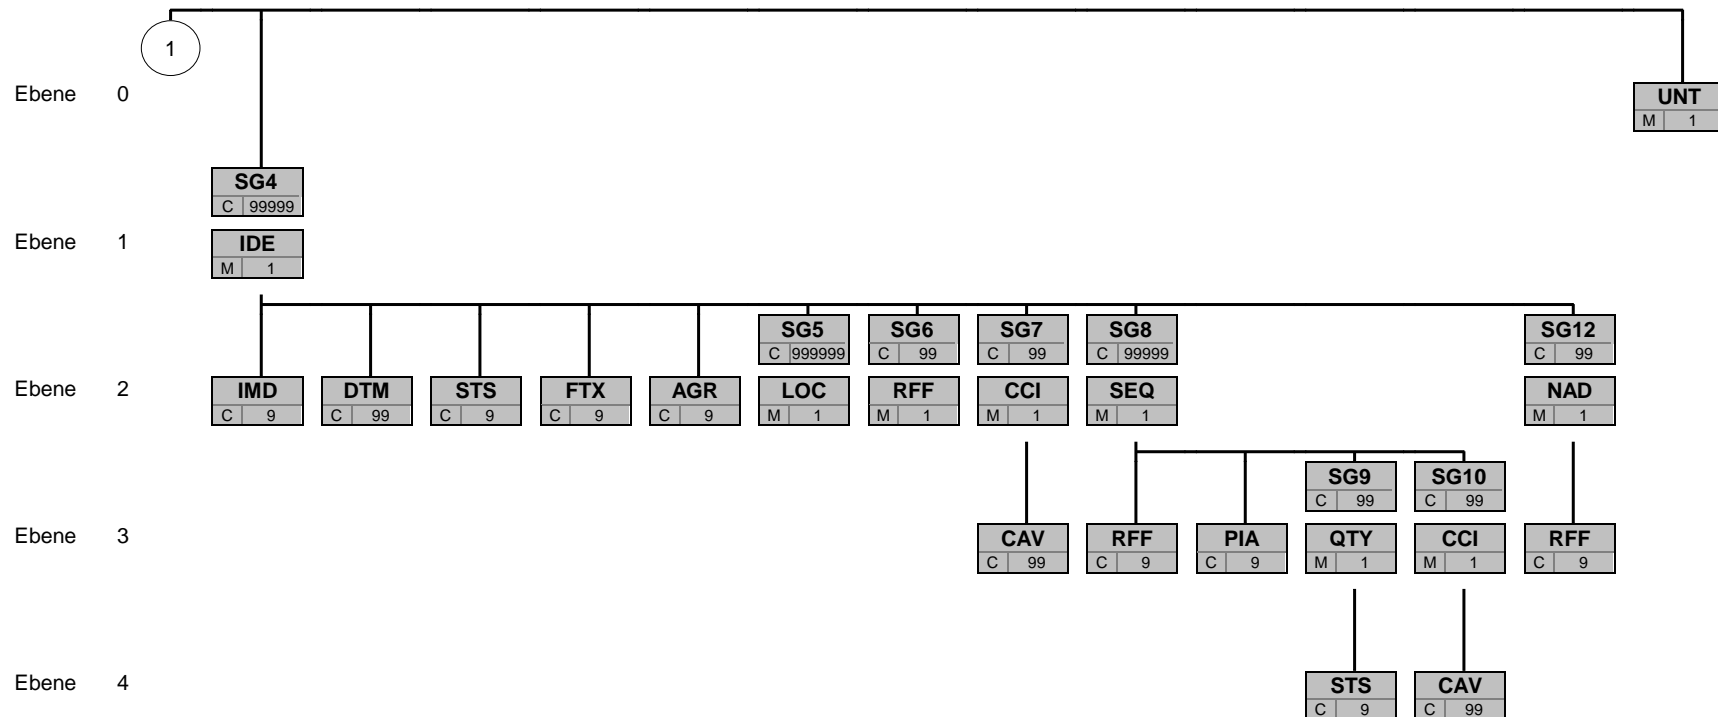 1
Ebene 0
UNT
M 1
SG4
C 99999
Ebene 1
IDE
M 1
SG5 SG6 SG7 SG8 SG12
C 999999 C 99 C 99 C 99999 C 99
Ebene 2
IMD DTM STS FTX AGR LOC RFF CCI SEQ NAD
C 9 C 99 C 9 C 9 C 9 M 1 M 1 M 1 M 1 M 1
SG9 SG10
C 99 C 99
Ebene 3
CAV RFF PIA QTY CCI RFF
C 99 C 9 C 9 M 1 M 1 C 9
Ebene 4
STS CAV
C 9 C 99